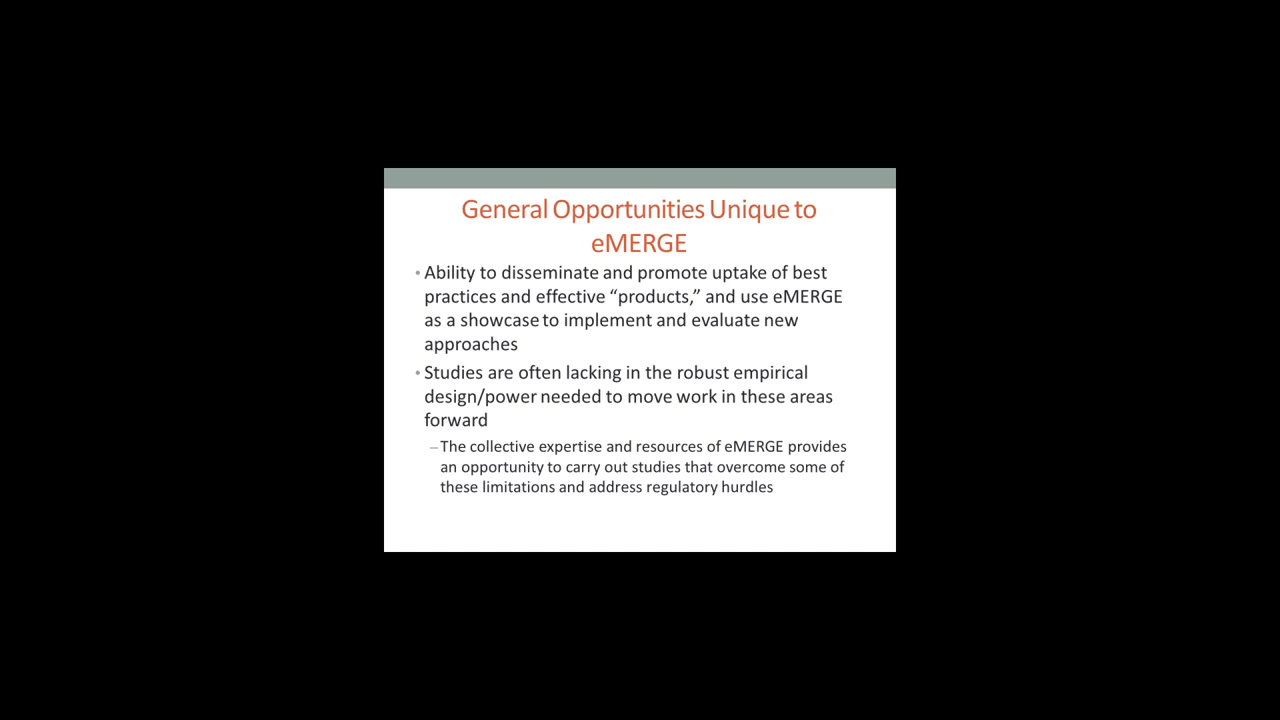 General Opportunities Unique to
eMERGE
• Ability to disseminate and promote uptake of best
practices and effective “products,” and use eMERGE
as a showcase to implement and evaluate new
approaches
• Studies are often lacking in the robust empirical
design/power needed to move work in these areas
forward
– The collective expertise and resources of eMERGE provides
an opportunity to carry out studies that overcome some of
these limitations and address regulatory hurdles